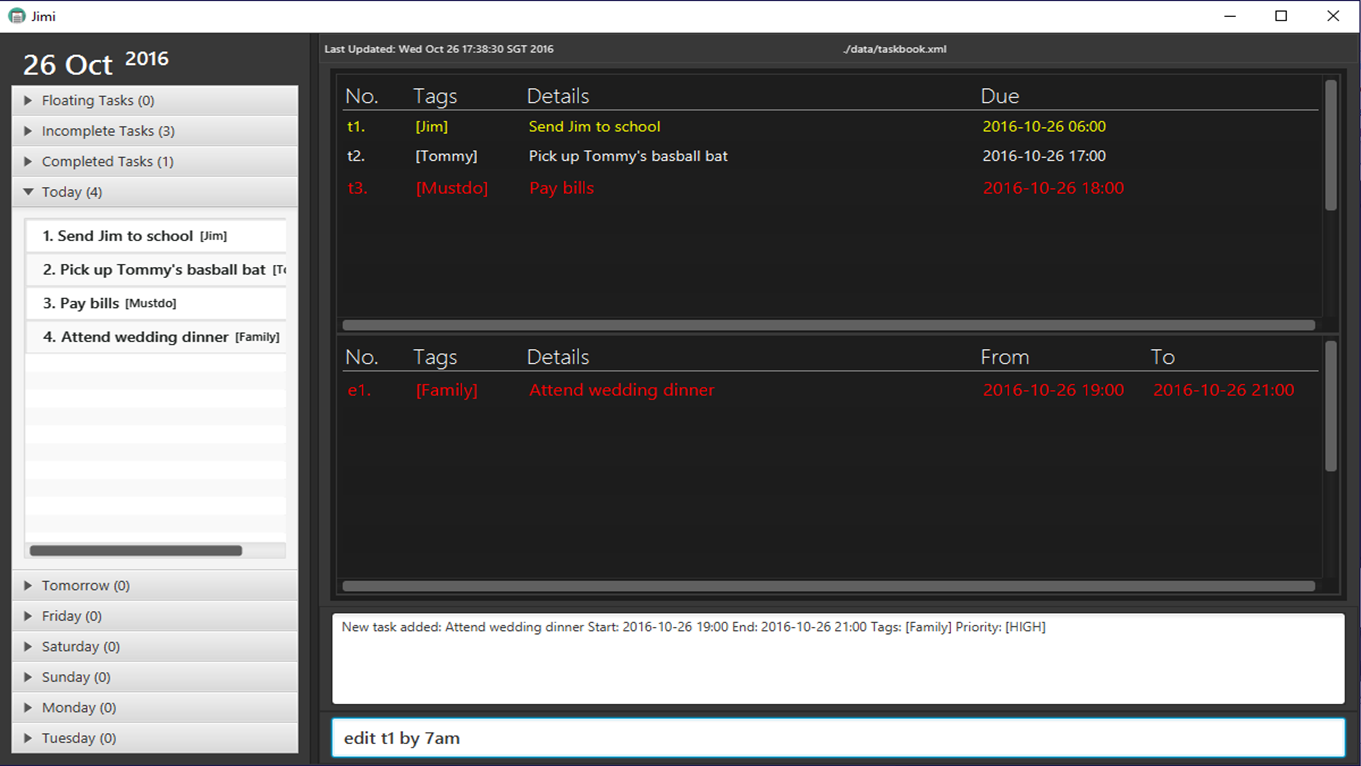 Jimi
26 Oct 2016
Floating Tasks (0)
Incomplete Tasks (3)
Completed Tasks (1)
Today (4)
1. Send Jim to school [Jim]
2. Pick up Tommy's basball bat
3. Pay bills [Mustdo]
4. Attend wedding dinner [Family]
Tomorrow (0)
Friday (0)
Saturday (0)
Sunday (0)
Monday (0)
Tuesday (0)
Last Updated: Wed Oct 26 17:38:30 SGT 2016 ./data/taskbook.xml
No. Tags Details Due
t1. [Jim] Send Jim to school 2016-10-26 06:00
t2. [Tommy] Pick up Tommy's basball bat 2016-10-26 17:00
t3. [Mustdo] Pay bills 2016-10-26 18:00
No. Tags Details From To
e1. [Family] Attend wedding dinner 2016-10-26 19:00 2016-10-26 21:00
New task added: Attend wedding dinner Start: 2016-10-26 19:00 End: 2016-10-26 21:00 Tags: [Family] Priority: [HIGH]
edit t1 by 7am